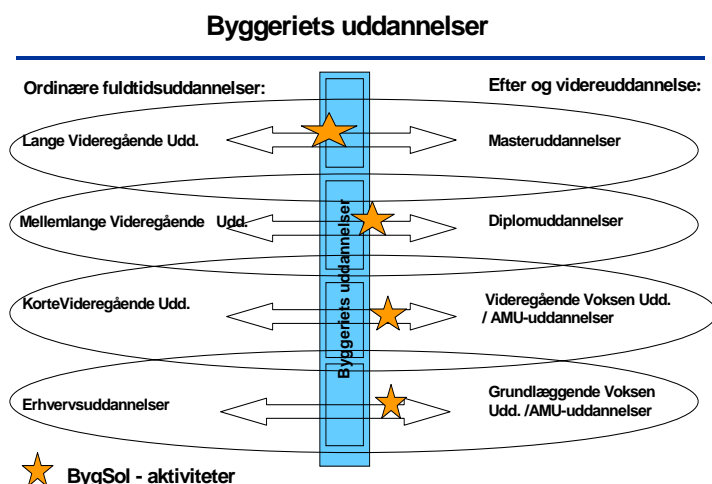 Byggeriets uddannelser
Ordinære fuldtidsuddannelser:
Efter og videreuddannelse:
Lange Videregående Udd.
Masteruddannelser
Mellemlange Videregående Udd.
Diplomuddannelser
Byggeriets uddannelser
KorteVideregående Udd.
Videregående Voksen Udd.
/ AMU-uddannelser
Erhvervsuddannelser
Grundlæggende Voksen
Udd. /AMU-uddannelser
BygSol - aktiviteter